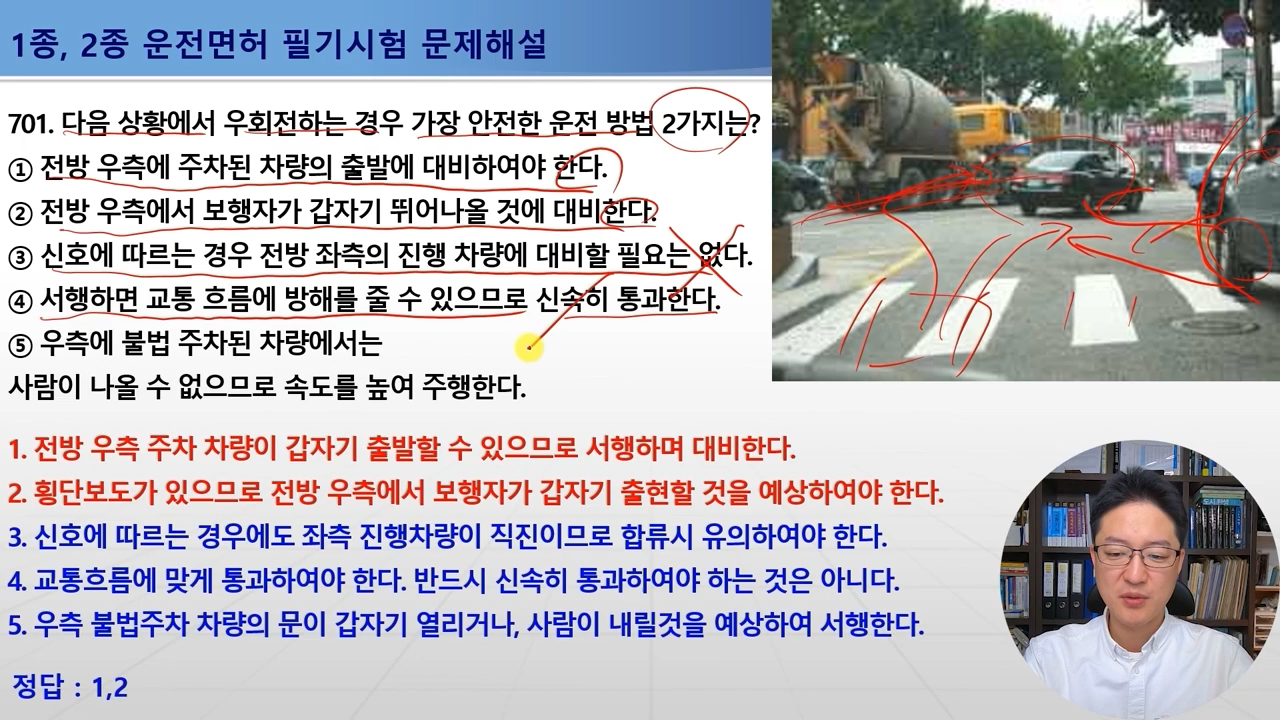 1종, 2종 운전면허 필기시험 문제해설
701. 다음 상황에서 우회전하는 경우 가장 안전한 운전 방법 2가지는?
① 전방 우측에 주차된 차량의 출발에 대비하여야 한다.
② 전방 우측에서 보행자가 갑자기 뛰어나올 것에 대비한다.
③ 신호에 따르는 경우 전방 좌측의 진행 차량에 대비할 필요는 없다.
④ 서행하면 교통 흐름에 방해를 줄 수 있으므로 신속히 통과한다.
⑤ 우측에 불법 주차된 차량에서는
사람이 나올 수 없으므로 속도를 높여 주행한다.
1. 전방 우측 주차 차량이 갑자기 출발할 수 있으므로 서행하며 대비한다.
2. 횡단보도가 있으므로 전방 우측에서 보행자가 갑자기 출현할 것을 예상하여야 한다.
3. 신호에 따르는 경우에도 좌측 진행차량이 직진이므로 합류시 유의하여야 한다.
4. 교통흐름에 맞게 통과하여야 한다. 반드시 신속히 통과하여야 하는 것은 아니다.
5. 우측 불법주차 차량의 문이 갑자기 열리거나, 사람이 내릴것을 예상하여 서행한다.
정답 : 1,2